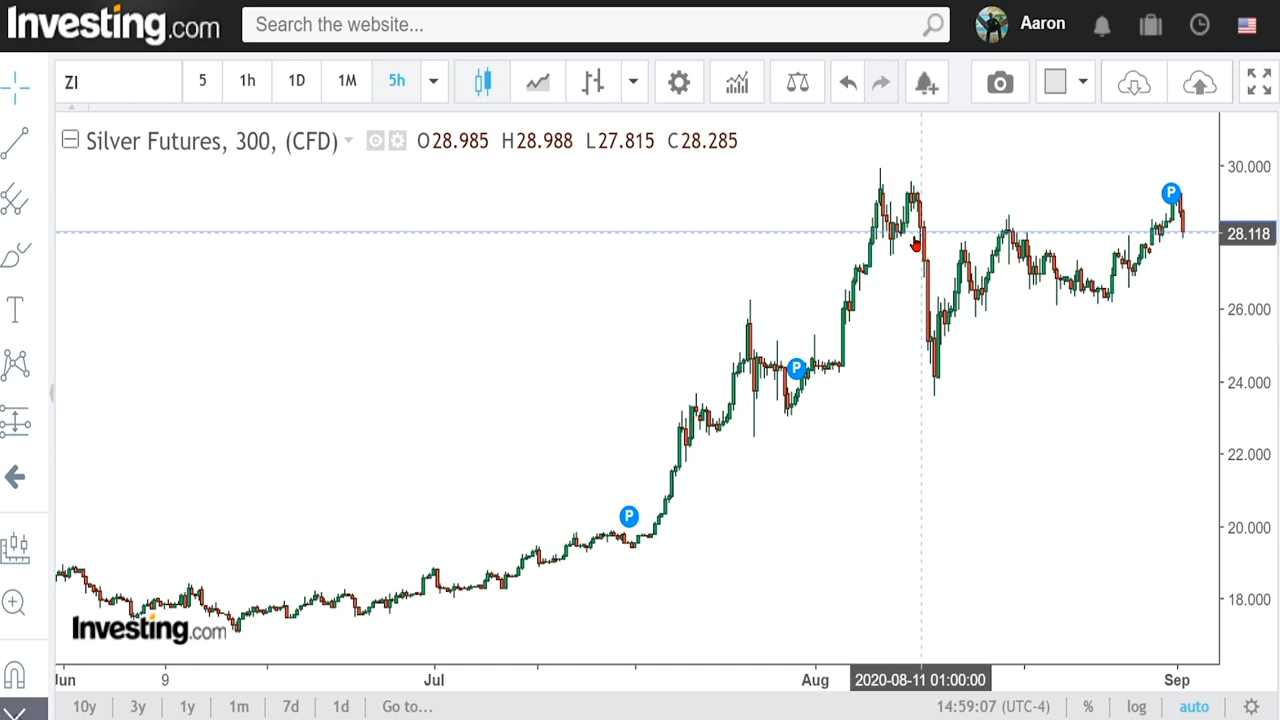 Investing.com Search the website... Aaron
ZI 5 1h 1D 1M 5h
Silver Futures, 300, (CFD) O28.985 H28.988 L27.815 C28.285
30.000
P
28.118
26.000
P
24.000
22.000
P
20.000
18.000
Investing.com
Jun 9 Jul Aug 2020-08-11 01:00:00 Sep
10y 3y 1y 1m 7d 1d Go to... 14:59:07 (UTC-4) % log auto